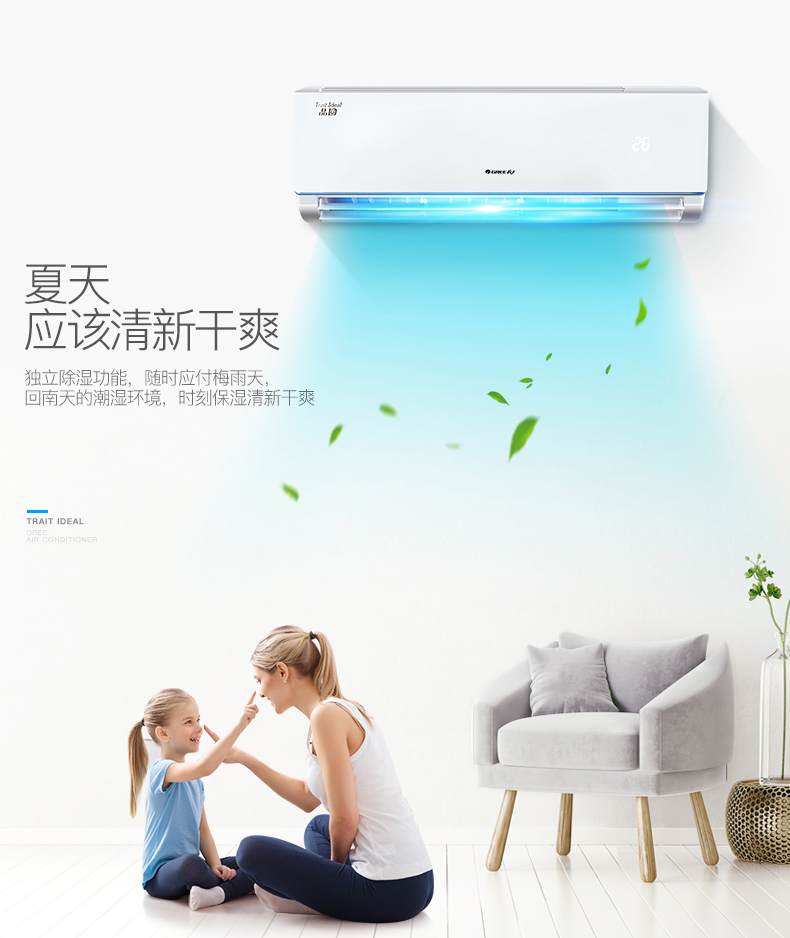 Trait Ideal
品圆
26
GREE格力
夏天
应该清新干爽
独立除湿功能，随时应付梅雨天，
回南天的潮湿环境，时刻保湿清新干爽
TRAIT IDEAL
GREE
AIR CONDITIONER